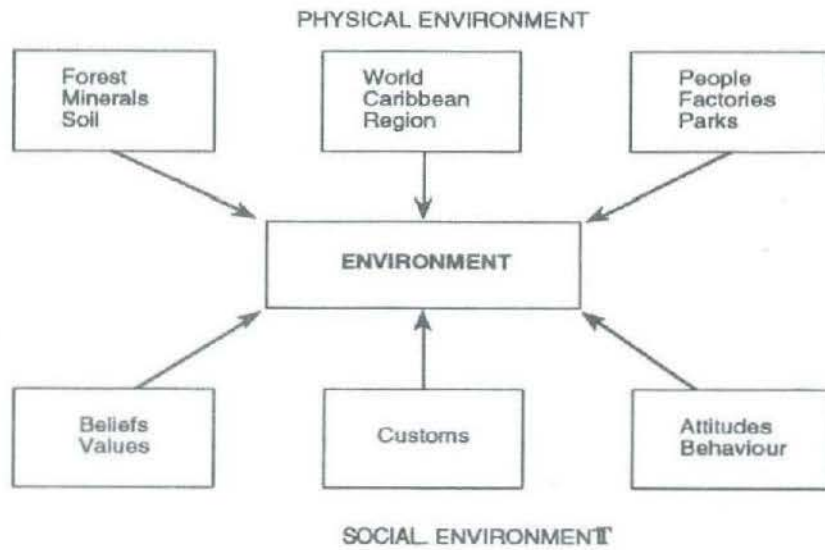 PHYSICAL ENVIRONMENT
Forest
Minerals
Soil
World
Caribbean
Region
People
Factories
Parks
ENVIRONMENT
Beliefs
Values
Customs
Attitudes
Behaviour
SOCIAL ENVIRONMENT